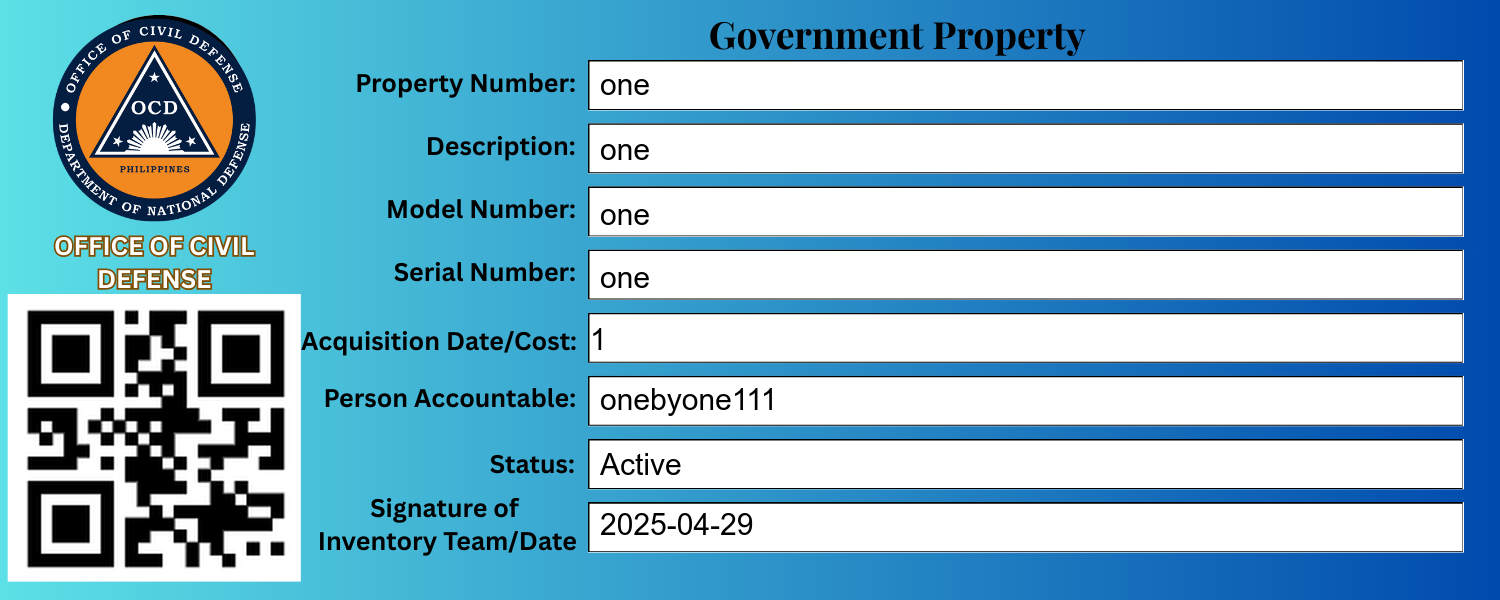 OFFICE OF CIVIL DEFENSE
OCD
PHILIPPINES
DEPARTMENT OF NATIONAL DEFENSE
OFFICE OF CIVIL
DEFENSE
Government Property
Property Number: one
Description: one
Model Number: one
Serial Number: one
Acquisition Date/Cost: 1
Person Accountable: onebyone111
Status: Active
Signature of
Inventory Team/Date 2025-04-29